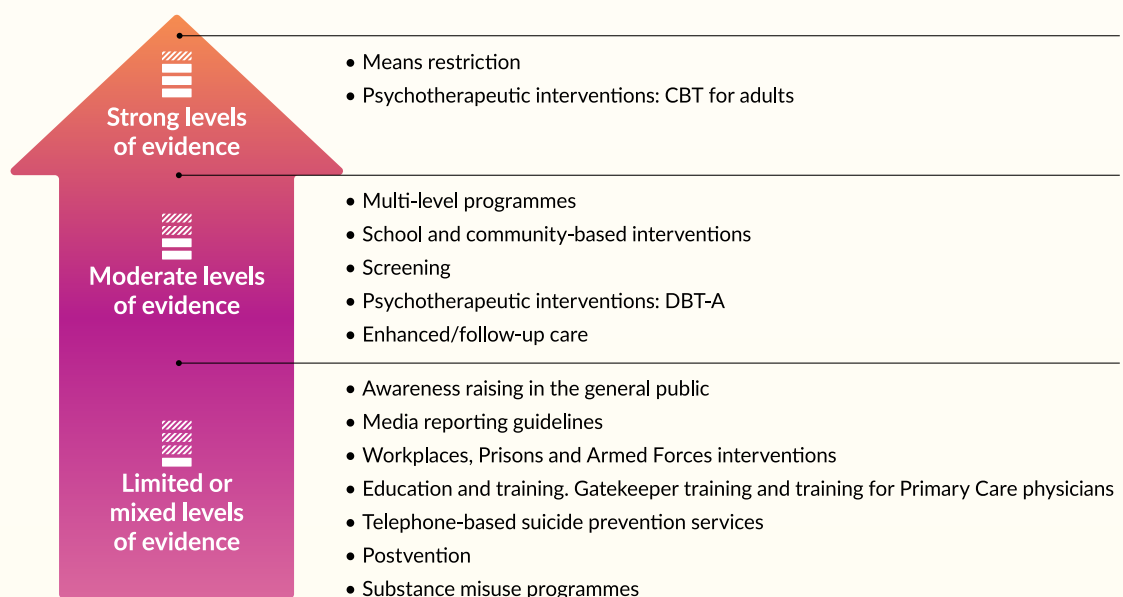 Strong levels
of evidence
• Means restriction
• Psychotherapeutic interventions: CBT for adults
Moderate levels
of evidence
• Multi-level programmes
• School and community-based interventions
• Screening
• Psychotherapeutic interventions: DBT-A
• Enhanced/follow-up care
Limited or
mixed levels
of evidence
• Awareness raising in the general public
• Media reporting guidelines
• Workplaces, Prisons and Armed Forces interventions
• Education and training. Gatekeeper training and training for Primary Care physicians
• Telephone-based suicide prevention services
• Postvention
• Substance misuse programmes